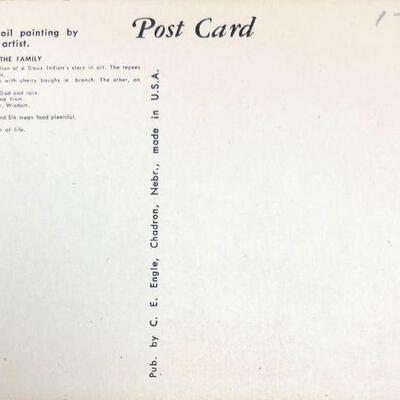 oil painting by
artist.
Post Card
THE FAMILY
tion of a Sioux Indian's story in art. The tepees
with cherry boughs in branch. The other, an
God and rain.
me from.
Wisdom.
nd Elk mean food plentiful.
of life.
Pub. by C. E. Engle, Chadron, Nebr., made in U.S.A.